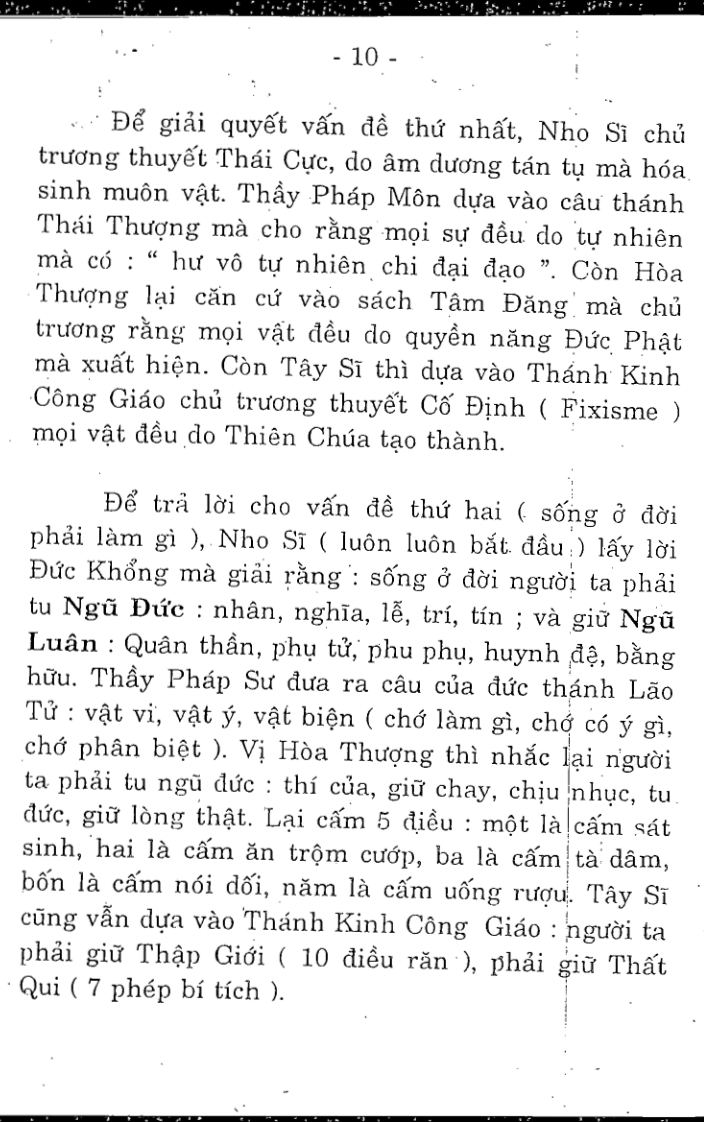 - 10 -
Để giải quyết vấn đề thứ nhất, Nho Sĩ chủ
trương thuyết Thái Cực, do âm dương tán tụ mà hóa
sinh muôn vật. Thầy Pháp Môn dựa vào câu thánh
Thái Thượng mà cho rằng mọi sự đều do tự nhiên
mà có : “ hư vô tự nhiên chi đại đạo ”. Còn Hòa
Thượng lại căn cứ vào sách Tâm Đăng mà chủ
trương rằng mọi vật đều do quyền năng Đức Phật
mà xuất hiện. Còn Tây Sĩ thì dựa vào Thánh Kinh
Công Giáo chủ trương thuyết Cố Định ( Fixisme )
mọi vật đều do Thiên Chúa tạo thành.
Để trả lời cho vấn đề thứ hai ( sống ở đời
phải làm gì ), Nho Sĩ ( luôn luôn bắt đầu ) lấy lời
Đức Khổng mà giải rằng : sống ở đời người ta phải
tu Ngũ Đức : nhân, nghĩa, lễ, trí, tín ; và giữ Ngũ
Luân : Quân thần, phụ tử, phu phụ, huynh đệ, bằng
hữu. Thầy Pháp Sư đưa ra câu của đức thánh Lão
Tử : vật vi, vật ý, vật biện ( chớ làm gì, chớ có ý gì,
chớ phân biệt ). Vị Hòa Thượng thì nhắc lại người
ta phải tu ngũ đức : thí của, giữ chay, chịu nhục, tu
đức, giữ lòng thật. Lại cấm 5 điều : một là cấm sát
sinh, hai là cấm ăn trộm cướp, ba là cấm tà dâm,
bốn là cấm nói dối, năm là cấm uống rượu. Tây Sĩ
cũng vẫn dựa vào Thánh Kinh Công Giáo : người ta
phải giữ Thập Giới ( 10 điều răn ), phải giữ Thất
Qui ( 7 phép bí tích ).